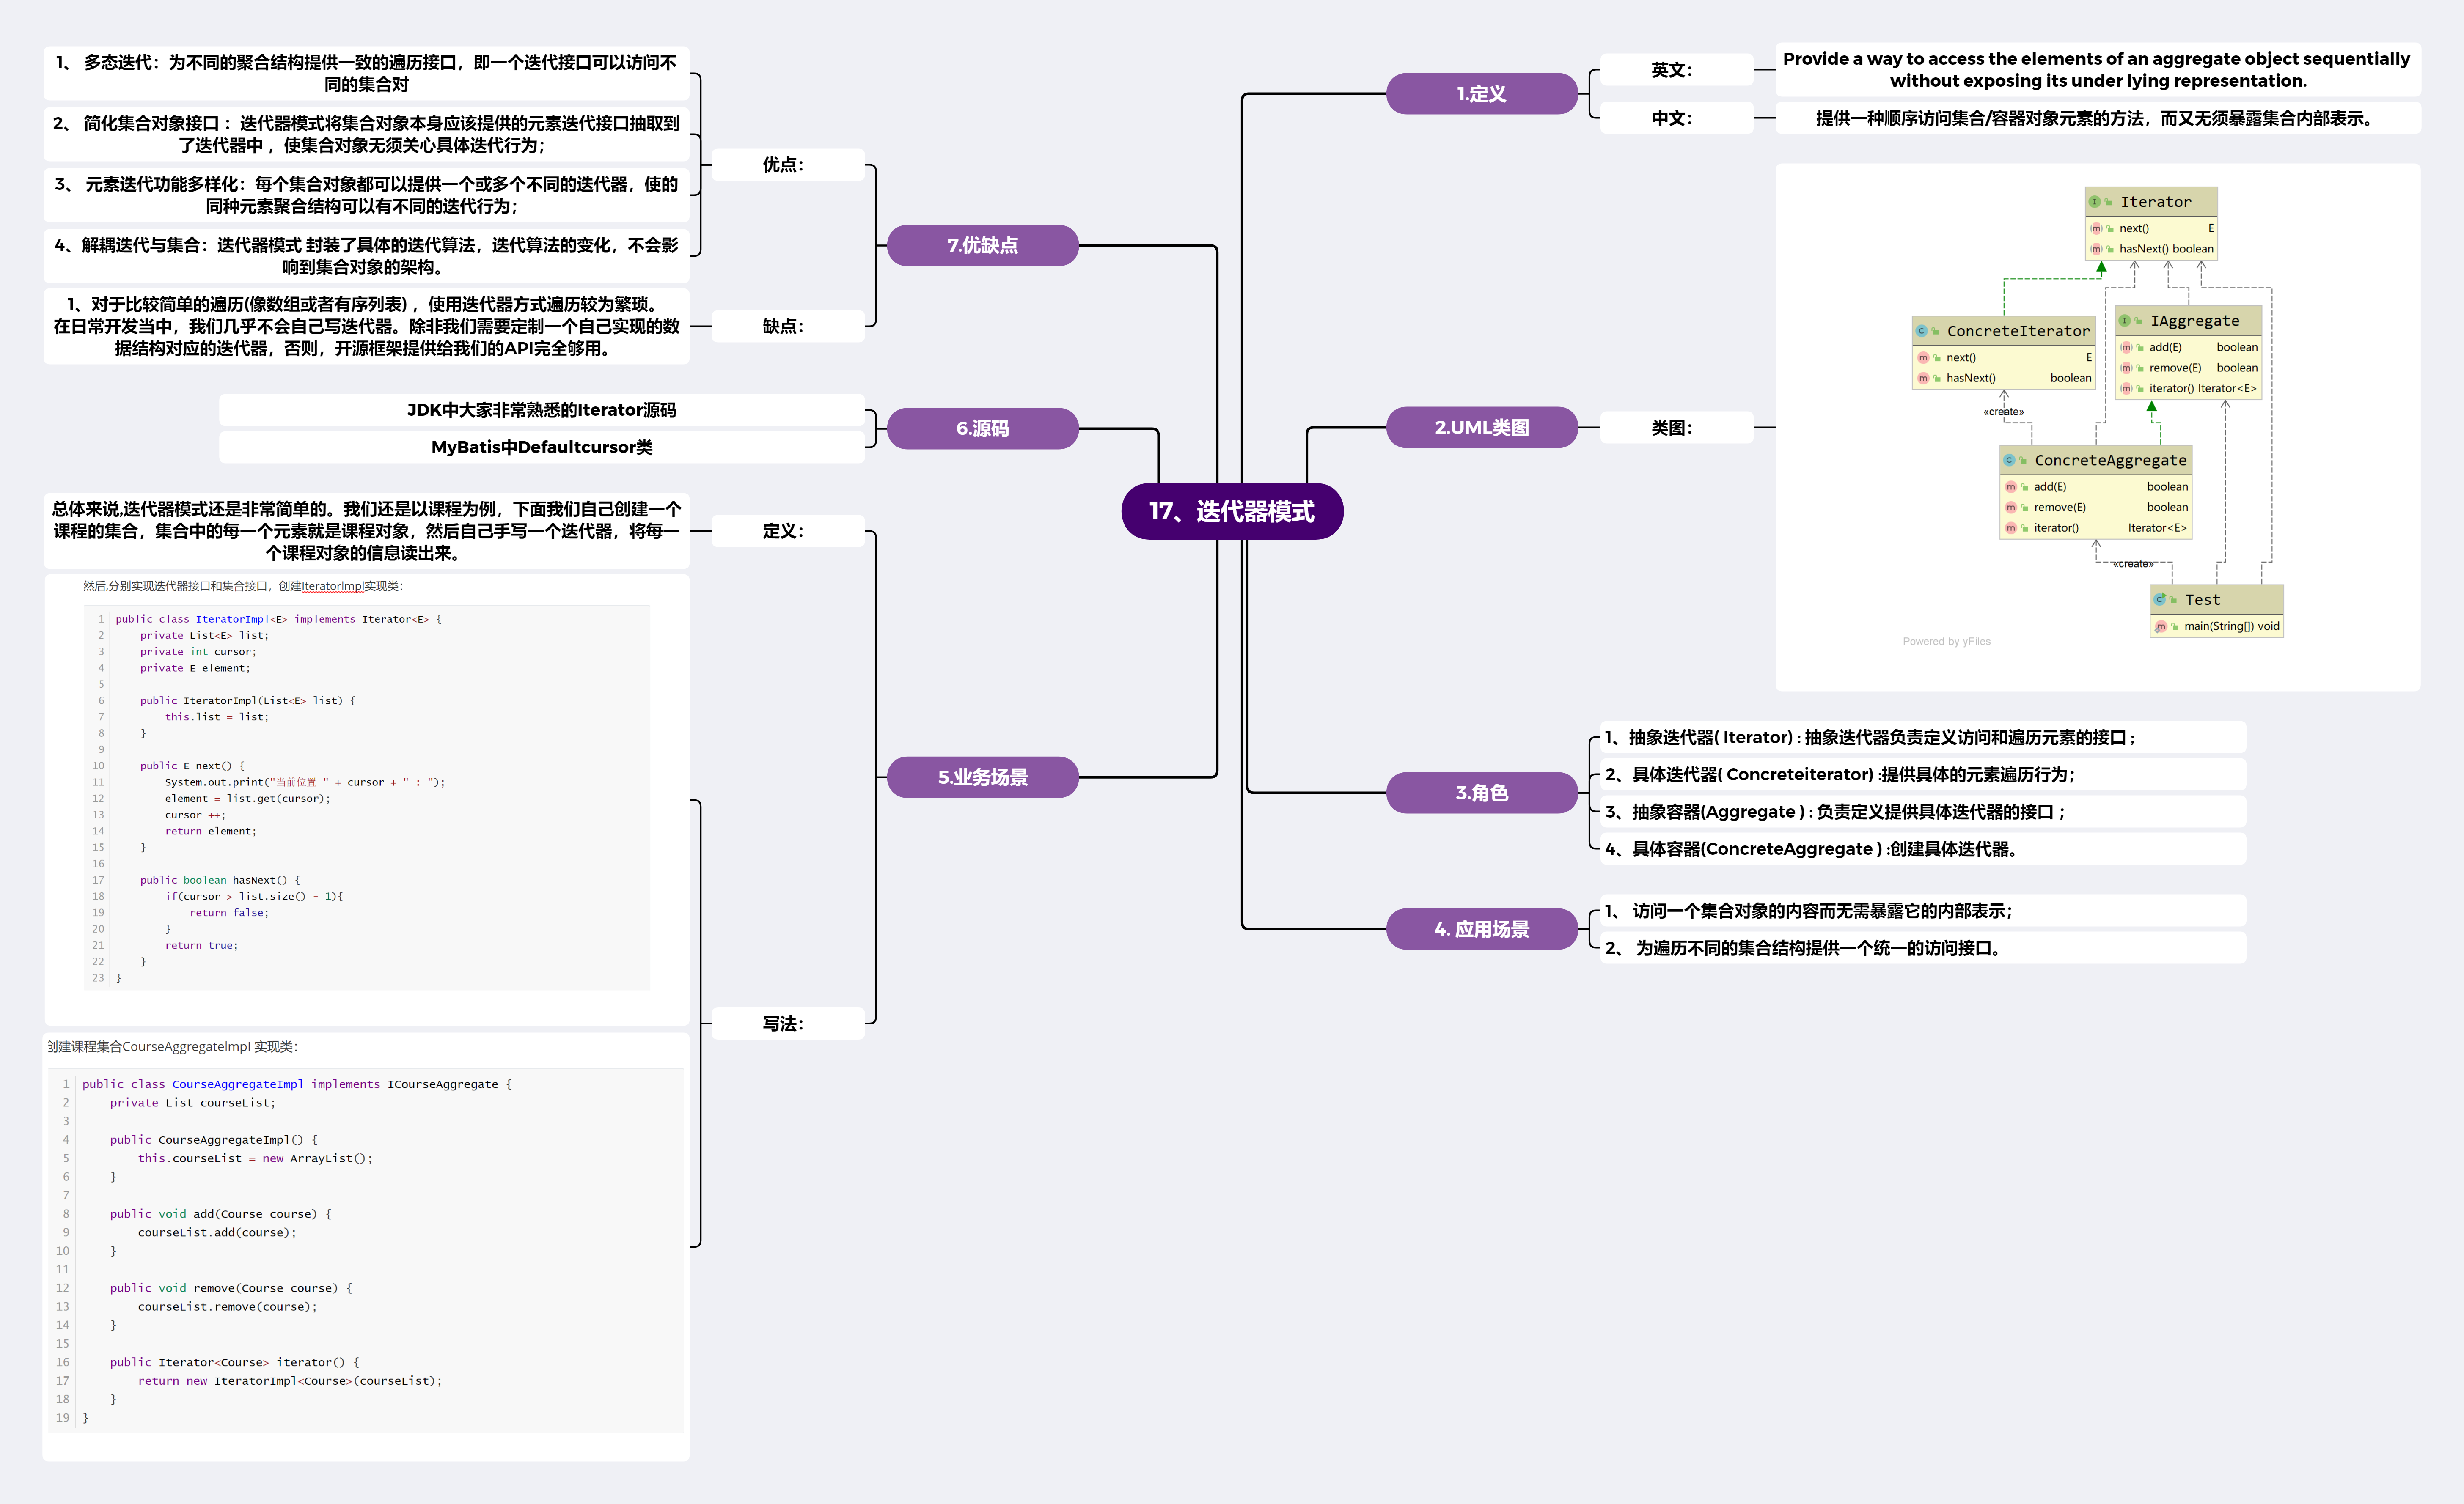 17、迭代器模式
1.定义
英文：
Provide a way to access the elements of an aggregate object sequentially
without exposing its under lying representation.
中文：
提供一种顺序访问集合/容器对象元素的方法，而又无须暴露集合内部表示。
2.UML类图
类图：
Iterator
next() E
hasNext() boolean
ConcreteIterator
next() E
hasNext() boolean
IAggregate
add(E) boolean
remove(E) boolean
iterator() Iterator<E>
«create»
ConcreteAggregate
add(E) boolean
remove(E) boolean
iterator() Iterator<E>
«create»
Test
main(String[]) void
Powered by yFiles
3.角色
1、抽象迭代器( Iterator) : 抽象迭代器负责定义访问和遍历元素的接口 ;
2、具体迭代器( Concreteiterator) :提供具体的元素遍历行为；
3、抽象容器(Aggregate ) : 负责定义提供具体迭代器的接口 ；
4、具体容器(ConcreteAggregate ) :创建具体迭代器。
4. 应用场景
1、 访问一个集合对象的内容而无需暴露它的内部表示；
2、 为遍历不同的集合结构提供一个统一的访问接口。
5.业务场景
定义：
总体来说,迭代器模式还是非常简单的。我们还是以课程为例，下面我们自己创建一个
课程的集合，集合中的每一个元素就是课程对象，然后自己手写一个迭代器，将每一
个课程对象的信息读出来。
写法：
然后,分别实现迭代器接口和集合接口，创建IteratorImpl实现类：
1 public class IteratorImpl<E> implements Iterator<E> {
2 private List<E> list;
3 private int cursor;
4 private E element;
5
6 public IteratorImpl(List<E> list) {
7 this.list = list;
8 }
9
10 public E next() {
11 System.out.print("当前位置 " + cursor + " : ");
12 element = list.get(cursor);
13 cursor ++;
14 return element;
15 }
16
17 public boolean hasNext() {
18 if(cursor > list.size() - 1){
19 return false;
20 }
21 return true;
22 }
23 }
创建课程集合CourseAggregateImpl 实现类：
1 public class CourseAggregateImpl implements ICourseAggregate {
2 private List courseList;
3
4 public CourseAggregateImpl() {
5 this.courseList = new ArrayList();
6 }
7
8 public void add(Course course) {
9 courseList.add(course);
10 }
11
12 public void remove(Course course) {
13 courseList.remove(course);
14 }
15
16 public Iterator<Course> iterator() {
17 return new IteratorImpl<Course>(courseList);
18 }
19 }
6.源码
JDK中大家非常熟悉的Iterator源码
MyBatis中Defaultcursor类
7.优缺点
优点：
1、 多态迭代：为不同的聚合结构提供一致的遍历接口，即一个迭代接口可以访问不
同的集合对
2、 简化集合对象接口 ：迭代器模式将集合对象本身应该提供的元素迭代接口抽取到
了迭代器中 ，使集合对象无须关心具体迭代行为；
3、 元素迭代功能多样化：每个集合对象都可以提供一个或多个不同的迭代器，使的
同种元素聚合结构可以有不同的迭代行为；
4、解耦迭代与集合：迭代器模式 封装了具体的迭代算法，迭代算法的变化，不会影
响到集合对象的架构。
缺点：
1、对于比较简单的遍历(像数组或者有序列表) ，使用迭代器方式遍历较为繁琐。
在日常开发当中，我们几乎不会自己写迭代器。除非我们需要定制一个自己实现的数
据结构对应的迭代器，否则，开源框架提供给我们的API完全够用。